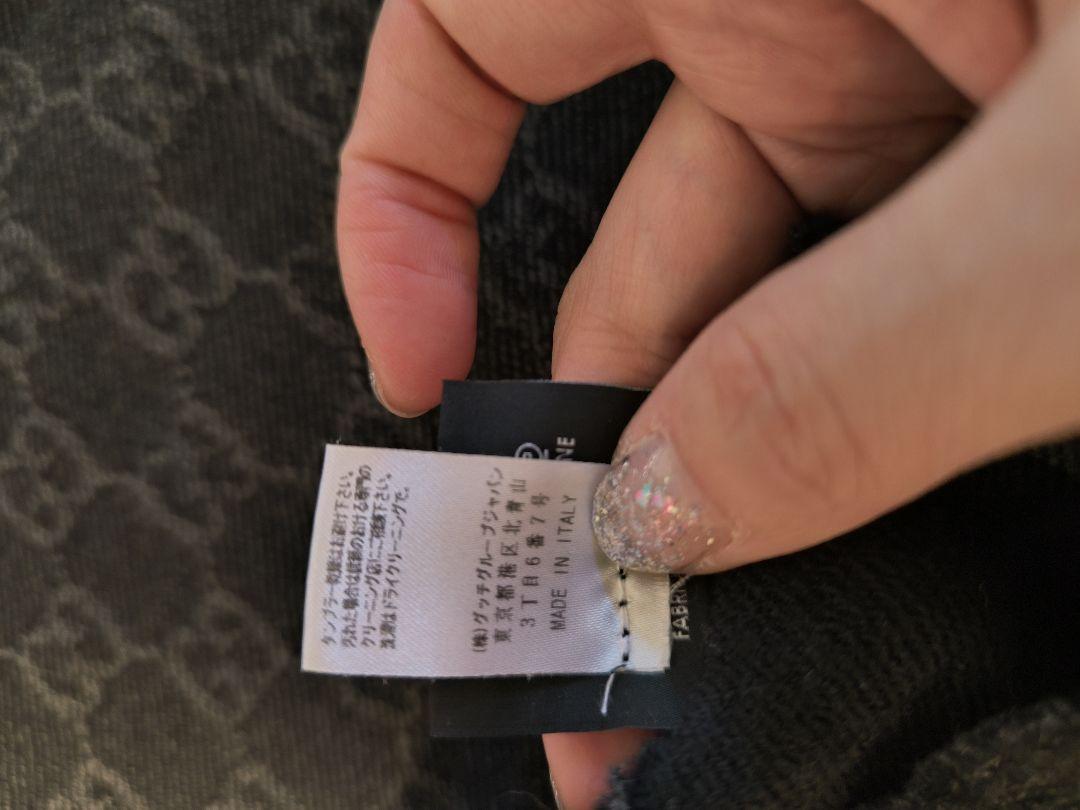 タンブラー乾燥はお避け下さい。
汚れた場合は信頼のおける専門の
クリーニング店にご相談下さい。
洗濯はドライクリーニングで。
(株)グッチグループジャパン
東京都港区北青山
3丁目6番7号
MADE IN ITALY
NE
FABRIC